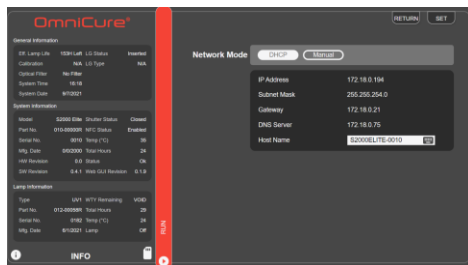 OmniCure®
RETURN SET
General Information
Eff. Lamp Life 153H Left LG Status Inserted
Calibration N/A LG Type N/A
Optical Filter No Filter
System Time 19:18
System Date 9/7/2021
System Information
Model S2000 Elite Shutter Status Closed
Part No. 010-00000R NFC Status Enabled
Serial No. 0010 Temp (°C) 36
Mfg. Date 0/0/2000 Total Hours 24
HW Revision 0.0 Status Ok
SW Revision 0.4.1 Web GUI Revision 0.1.9
Lamp Information
Type UV1 WTY Remaining VOID
Part No. 012-00058R Total Hours 29
Serial No. 0182 Temp (°C) 24
Mfg. Date 8/1/2021 Lamp Off
INFO
RUN
Network Mode DHCP Manual
IP Address 172.18.0.194
Subnet Mask 255.255.254.0
Gateway 172.18.0.21
DNS Server 172.18.0.75
Host Name S2000ELITE-0010